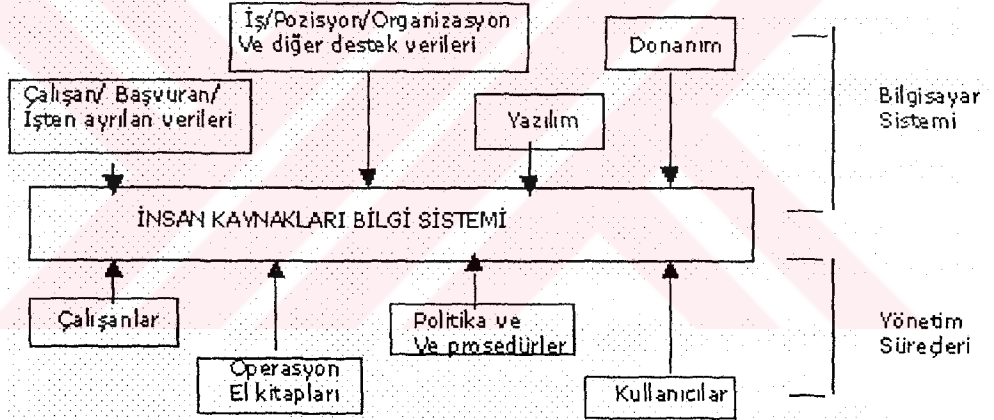 İş/Pozisyon/Organizasyon
Ve diğer destek verileri
Donanım
Çalışan/ Başvuran/
İşten ayrılan verileri
Yazılım
Bilgisayar
Sistemi
İNSAN KAYNAKLARI BİLGİ SİSTEMİ
Çalışanlar
Politika ve
Ve prosedürler
Yönetim
Süreçleri
Operasyon
El kitapları
Kullanıcılar